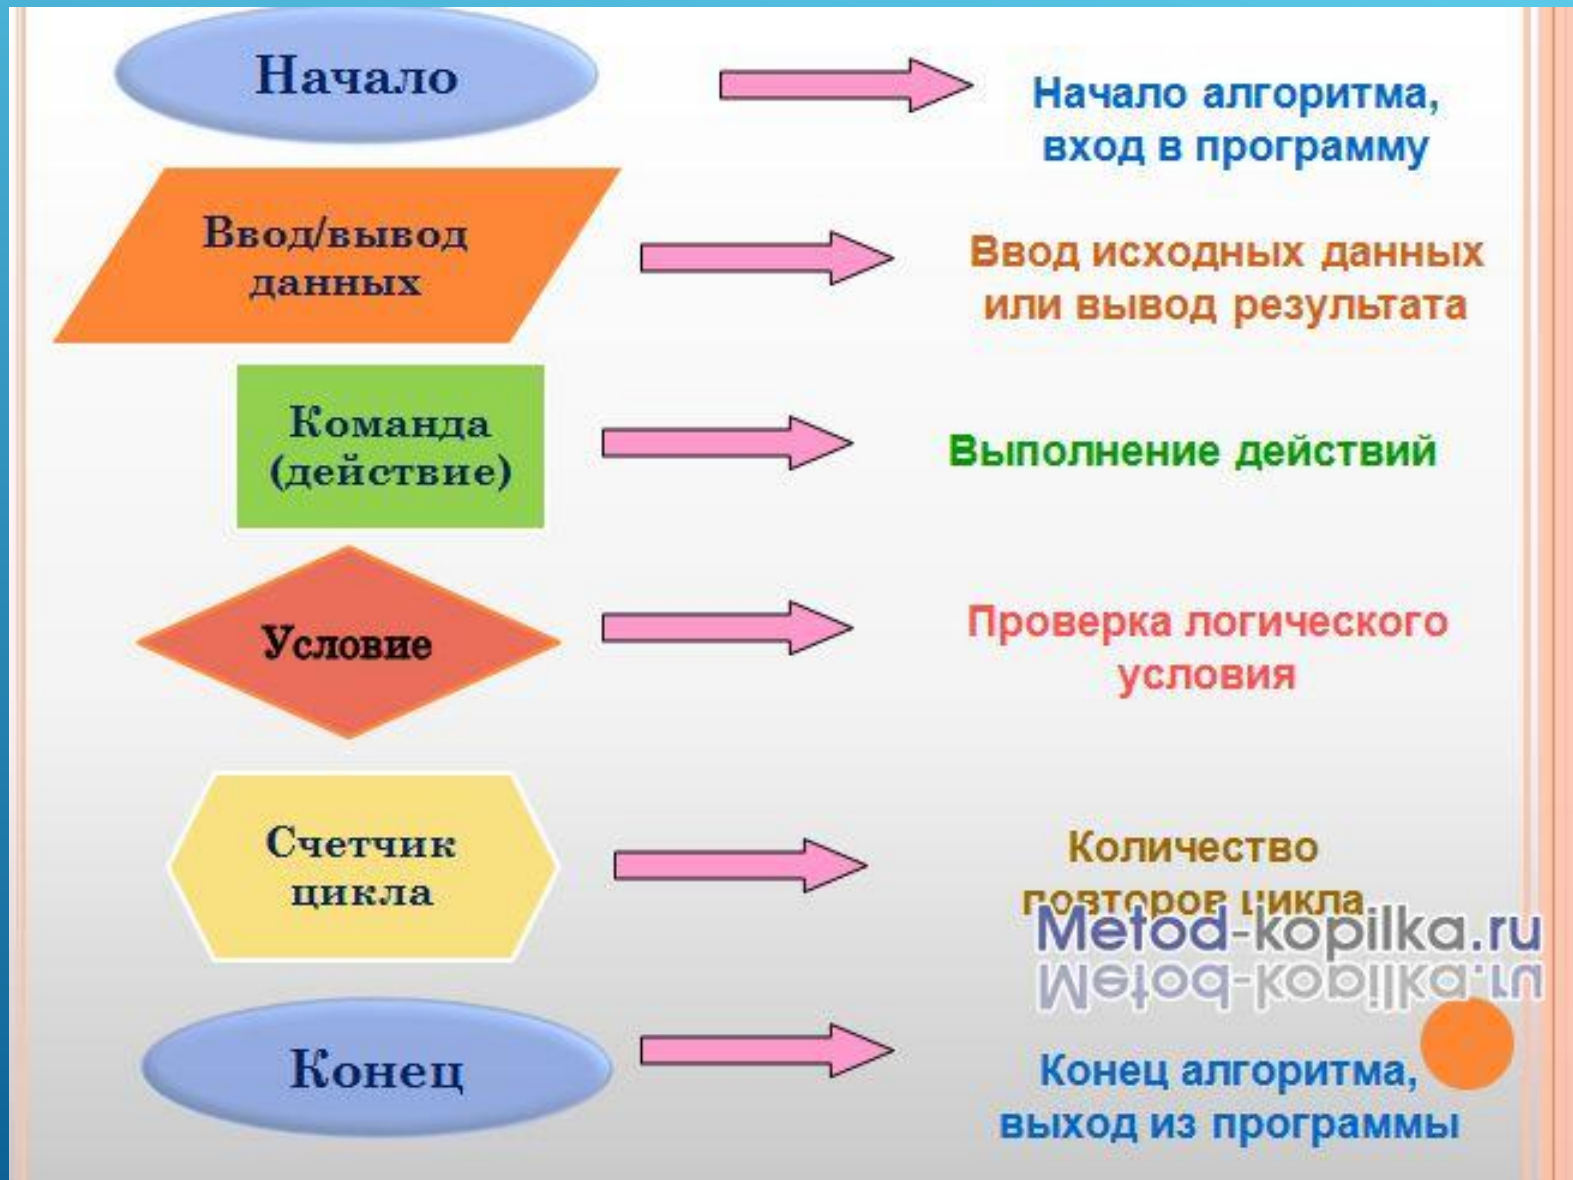 Начало
Начало алгоритма,
вход в программу
Ввод/вывод
данных
Ввод исходных данных
или вывод результата
Команда
(действие)
Выполнение действий
Условие
Проверка логического
условия
Счетчик
цикла
Количество
повторов цикла
Metod-kopilka.ru
Конец
Конец алгоритма,
выход из программы